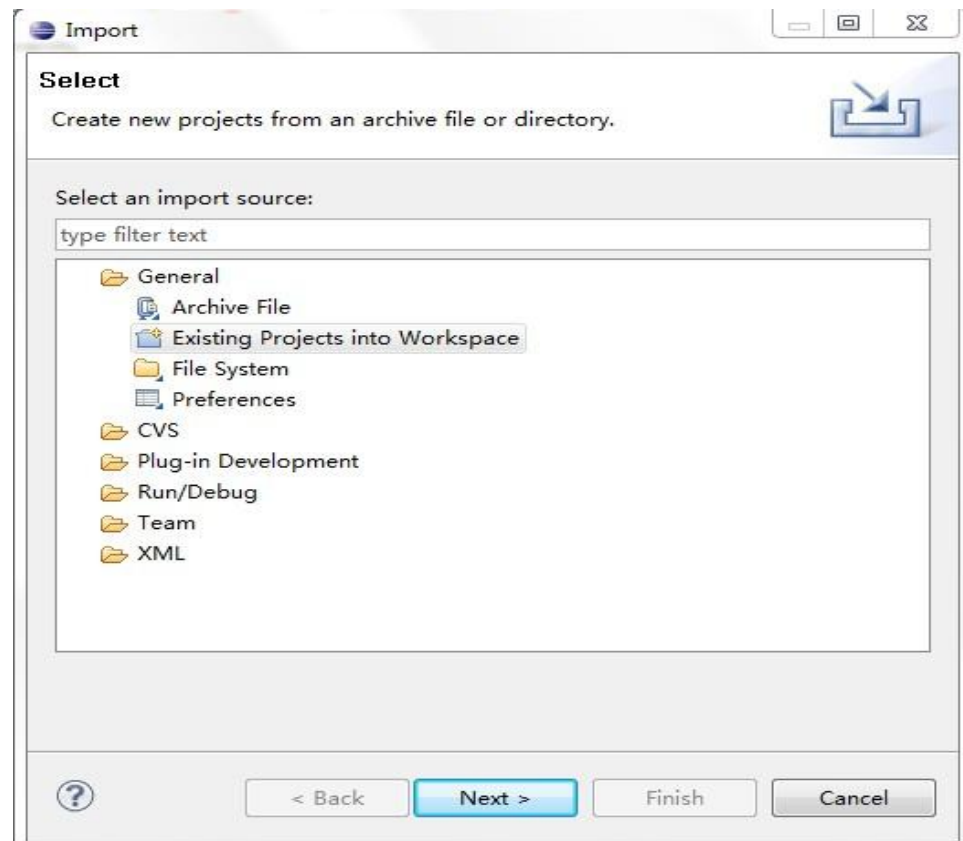 Import
Select
Create new projects from an archive file or directory.
Select an import source:
type filter text
General
Archive File
Existing Projects into Workspace
File System
Preferences
CVS
Plug-in Development
Run/Debug
Team
XML
?
< Back Next > Finish Cancel